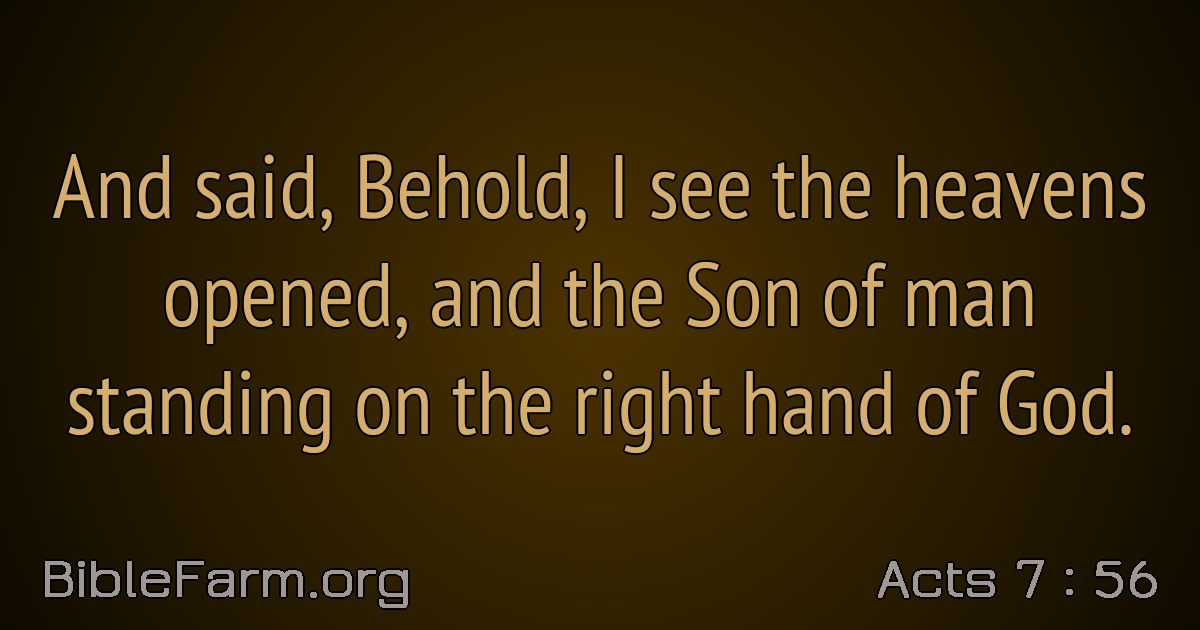 And said, Behold, I see the heavens
opened, and the Son of man
standing on the right hand of God.
BibleFarm.org
Acts 7 : 56